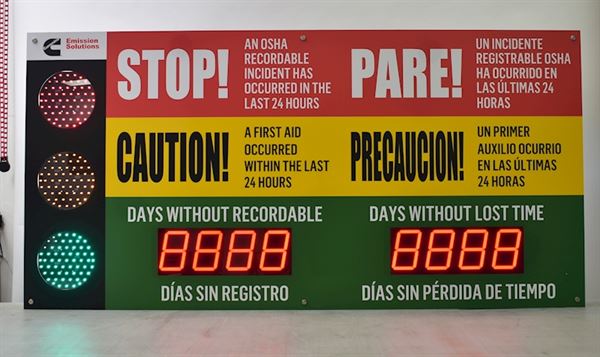 Cummins
Emission
Solutions
STOP!
AN OSHA
RECORDABLE
INCIDENT HAS
OCCURRED IN THE
LAST 24 HOURS
PARE!
UN INCIDENTE
REGISTRABLE OSHA
HA OCURRIDO EN
LAS ÚLTIMAS 24
HORAS
CAUTION!
A FIRST AID
OCCURRED
WITHIN THE LAST
24 HOURS
PRECAUCION!
UN PRIMER
AUXILIO OCURRIO
EN LAS ÚLTIMAS
24 HORAS
DAYS WITHOUT RECORDABLE
8888
DÍAS SIN REGISTRO
DAYS WITHOUT LOST TIME
8888
DÍAS SIN PÉRDIDA DE TIEMPO